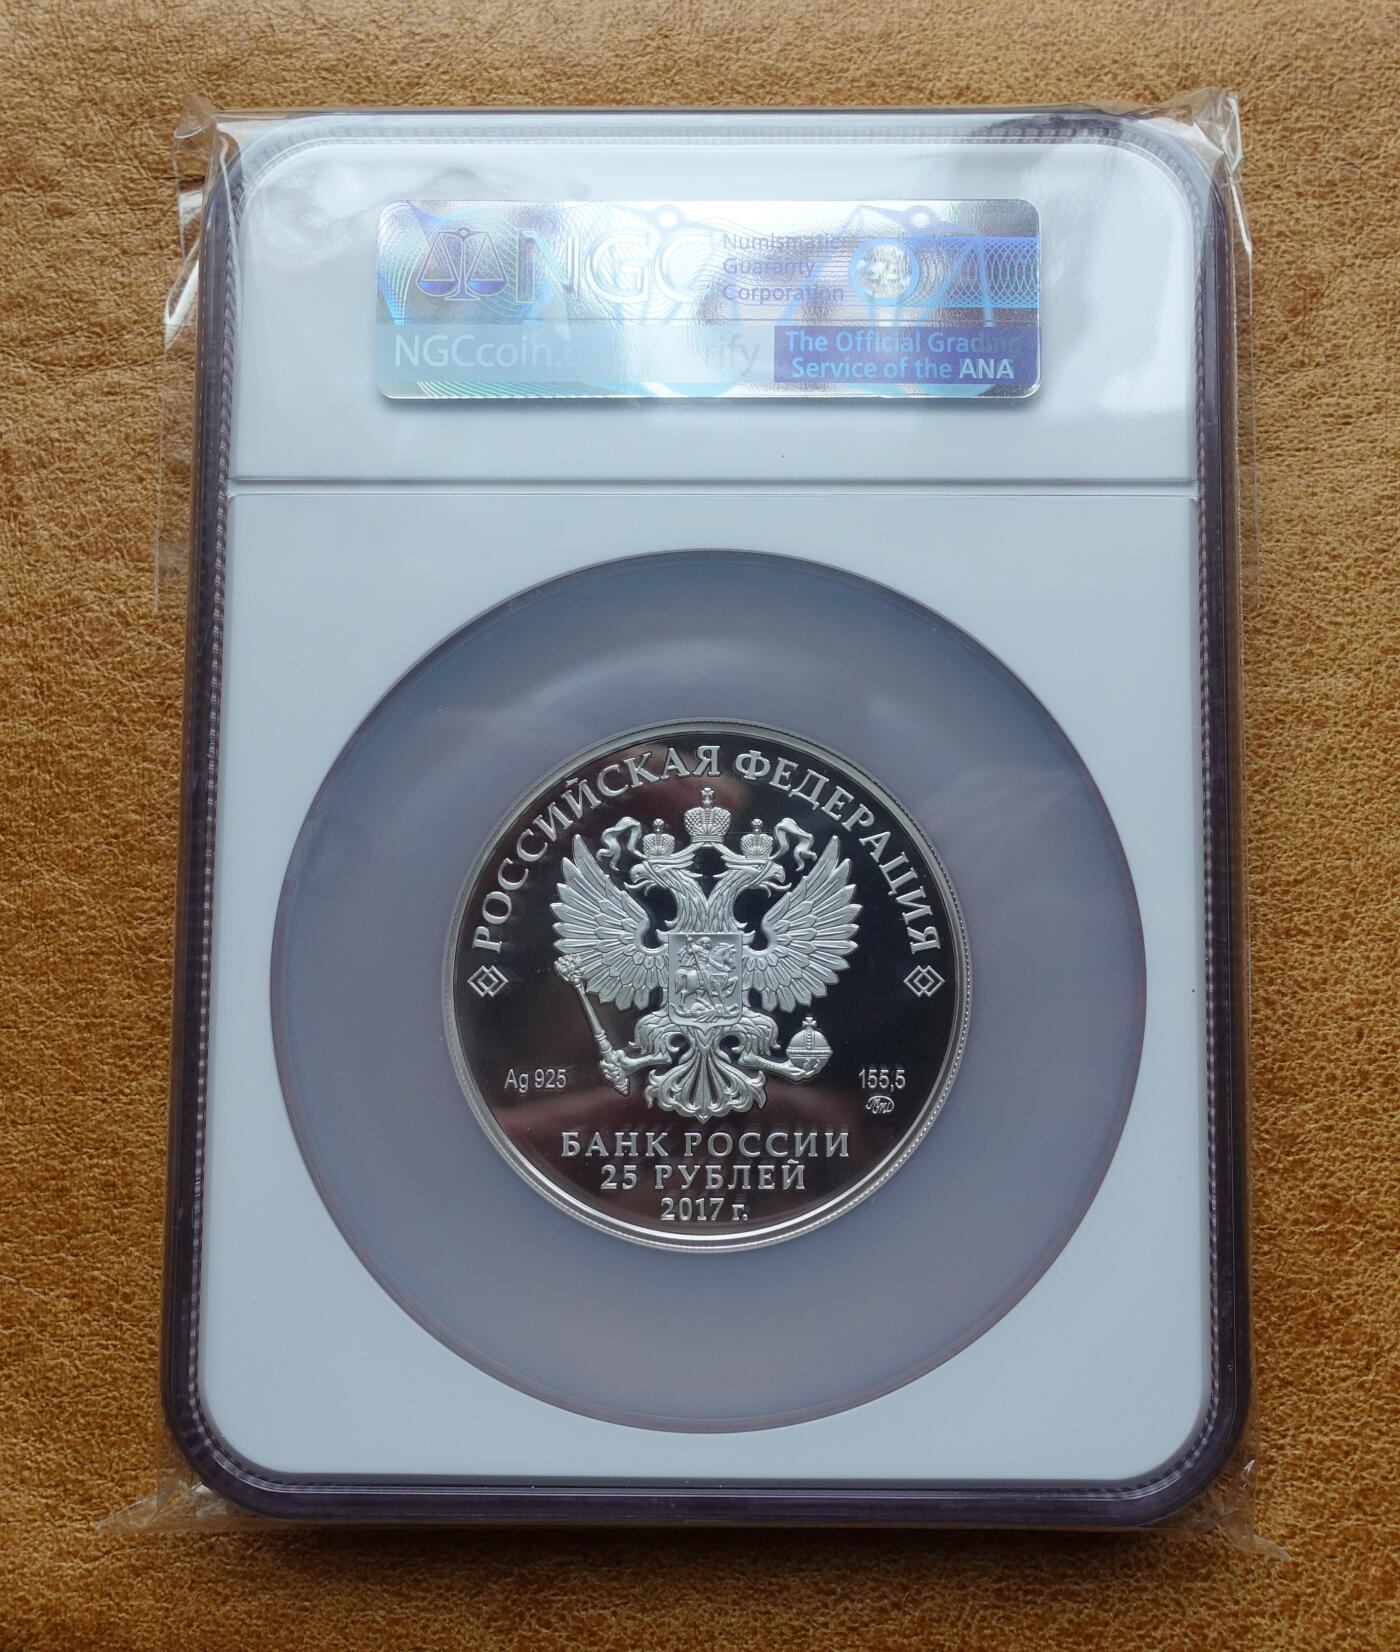 NGC
Numismatic
Guaranty
Corporation
The Official Grading
Service of the ANA
РОССИЙСКАЯ ФЕДЕРАЦИЯ
Ag 925
155,5
БАНК РОССИИ
25 РУБЛЕЙ
2017 г.